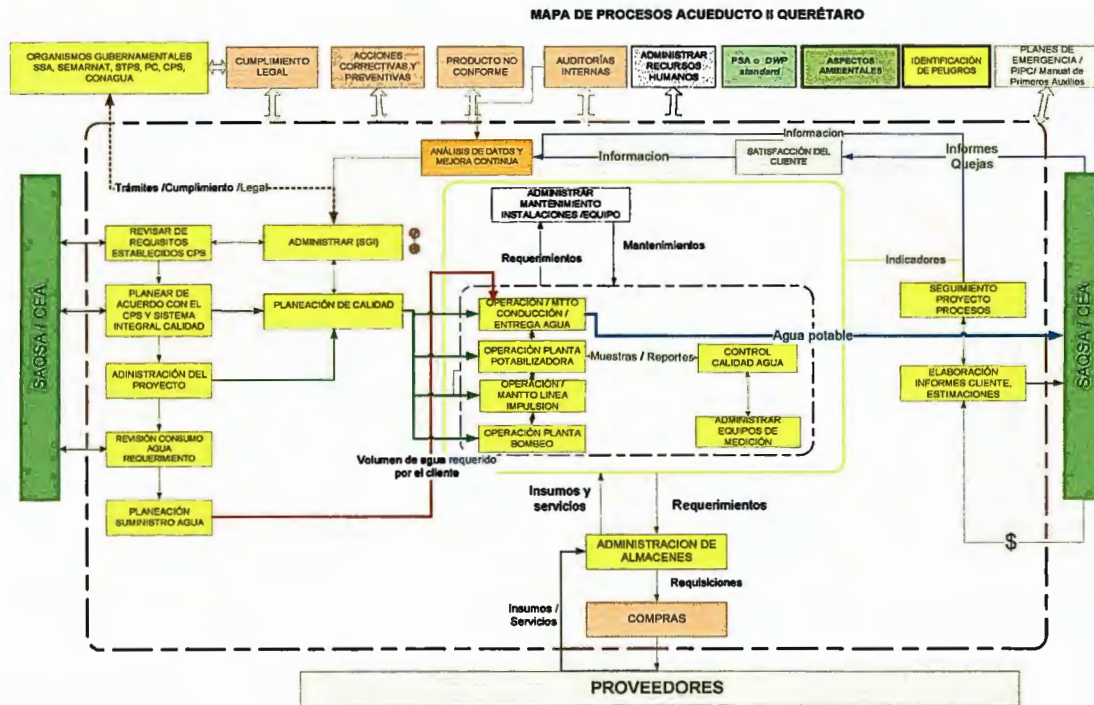 MAPA DE PROCESOS ACUEDUCTO II QUERÉTARO
ORGANISMOS GUBERNAMENTALES
SSA, SEMARNAT, STPS, PC, CPS,
CONAGUA
CUMPLIMIENTO
LEGAL
ACCIONES
CORRECTIVAS Y
PREVENTIVAS
PRODUCTO NO
CONFORME
AUDITORÍAS
INTERNAS
ADMINISTRAR
RECURSOS
HUMANOS
PSA o DWP
standard
ASPECTOS
AMBIENTALES
IDENTIFICACIÓN
DE PELIGROS
PLANES DE
EMERGENCIA /
PIPC/ Manual de
Primeros Auxilios
Informacion
ANÁLISIS DE DATOS Y
MEJORA CONTINUA
Informacion
SATISFACCIÓN DEL
CLIENTE
Informes
Quejas
Trámites /Cumplimiento /Legal
ADMINISTRAR
MANTENIMIENTO
INSTALACIONES /EQUIPO
SAQSA / CEA
REVISAR DE
REQUISITOS
ESTABLECIDOS CPS
ADMINISTRAR (SGI)
Requerimientos
Mantenimientos
Indicadores
PLANEAR DE
ACUERDO CON EL
CPS Y SISTEMA
INTEGRAL CALIDAD
PLANEACIÓN DE CALIDAD
OPERACIÓN / MTTO
CONDUCCIÓN /
ENTREGA AGUA
SEGUIMIENTO
PROYECTO
PROCESOS
SAQSA / CEA
Agua potable
ADINISTRACIÓN DEL
PROYECTO
OPERACIÓN PLANTA
POTABILIZADORA
Muestras / Reportes
CONTROL
CALIDAD AGUA
ELABORACIÓN
INFORMES CLIENTE,
ESTIMACIONES
OPERACIÓN /
MANTTO LINEA
IMPULSION
REVISIÓN CONSUMO
AGUA
REQUERIMIENTO
OPERACIÓN PLANTA
BOMBEO
ADMINISTRAR
EQUIPOS DE
MEDICIÓN
Volumen de agua requerido
por el cliente
PLANEACIÓN
SUMINISTRO AGUA
Insumos y
servicios
Requerimientos
ADMINISTRACION DE
ALMACENES
$
Requisiciones
Insumos /
Servicios
COMPRAS
PROVEEDORES